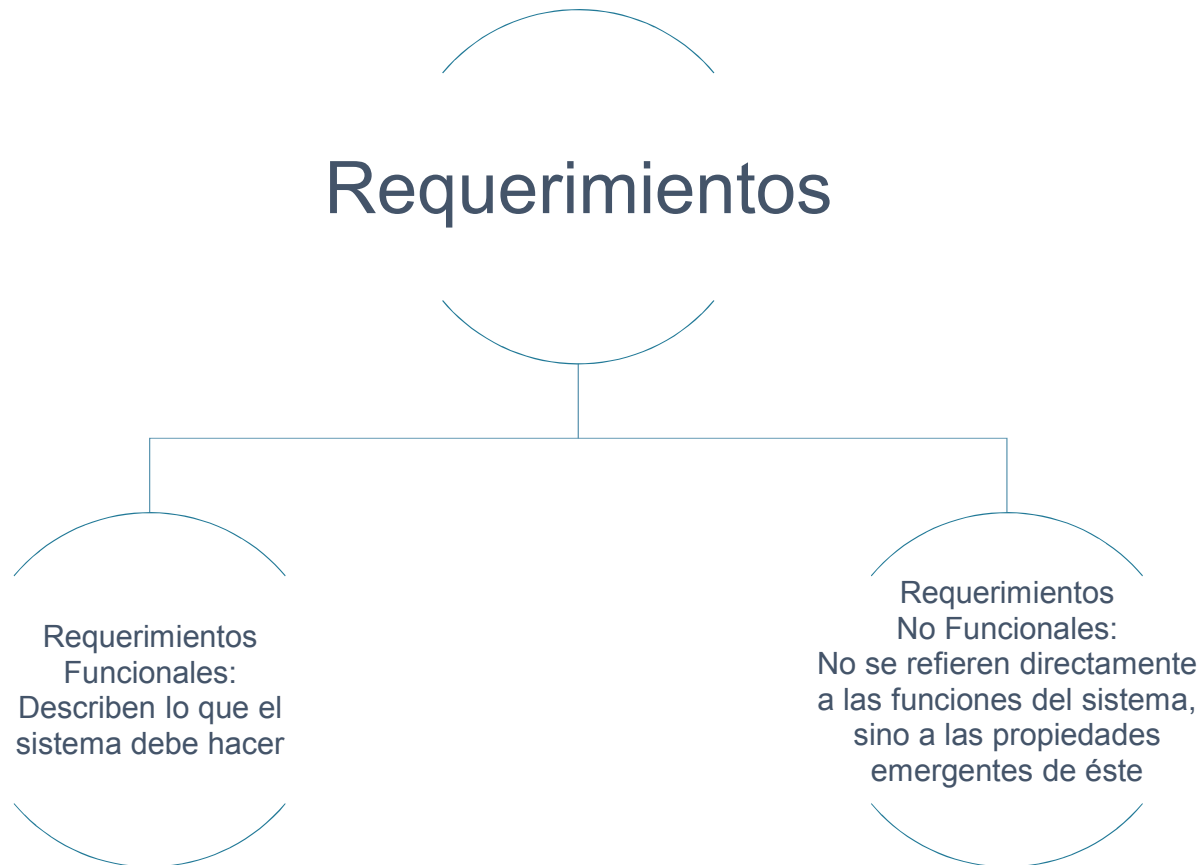 Requerimientos
Requerimientos
Funcionales:
Describen lo que el
sistema debe hacer
Requerimientos
No Funcionales:
No se refieren directamente
a las funciones del sistema,
sino a las propiedades
emergentes de éste